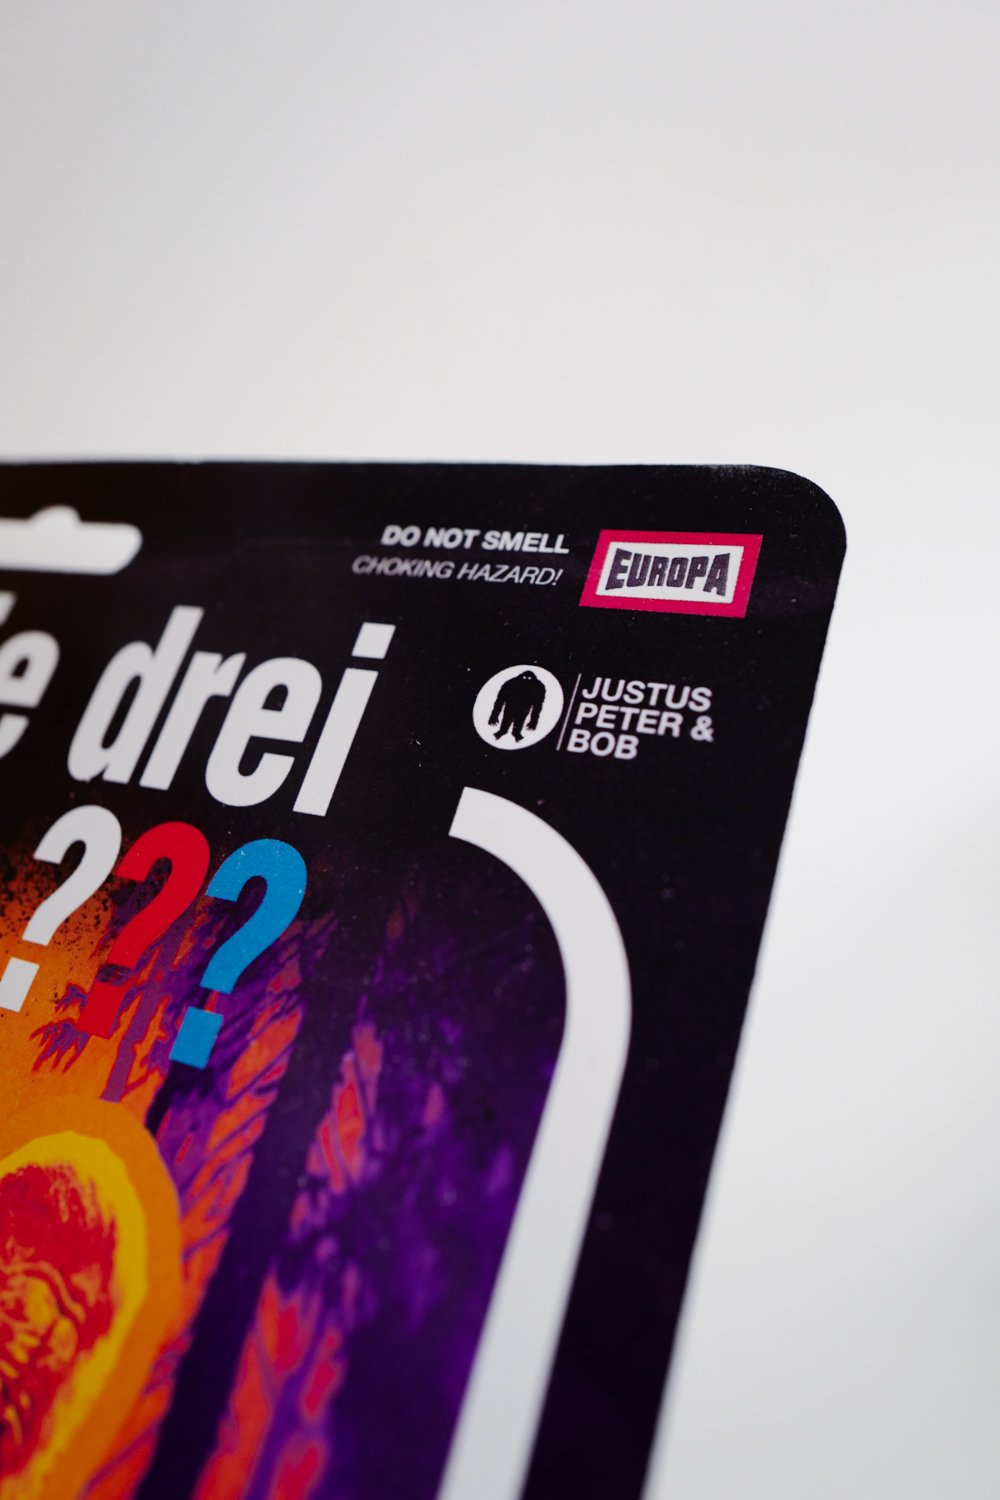 DO NOT SMELL
CHOKING HAZARD!
EUROPA
drei
???
JUSTUS
PETER &
BOB